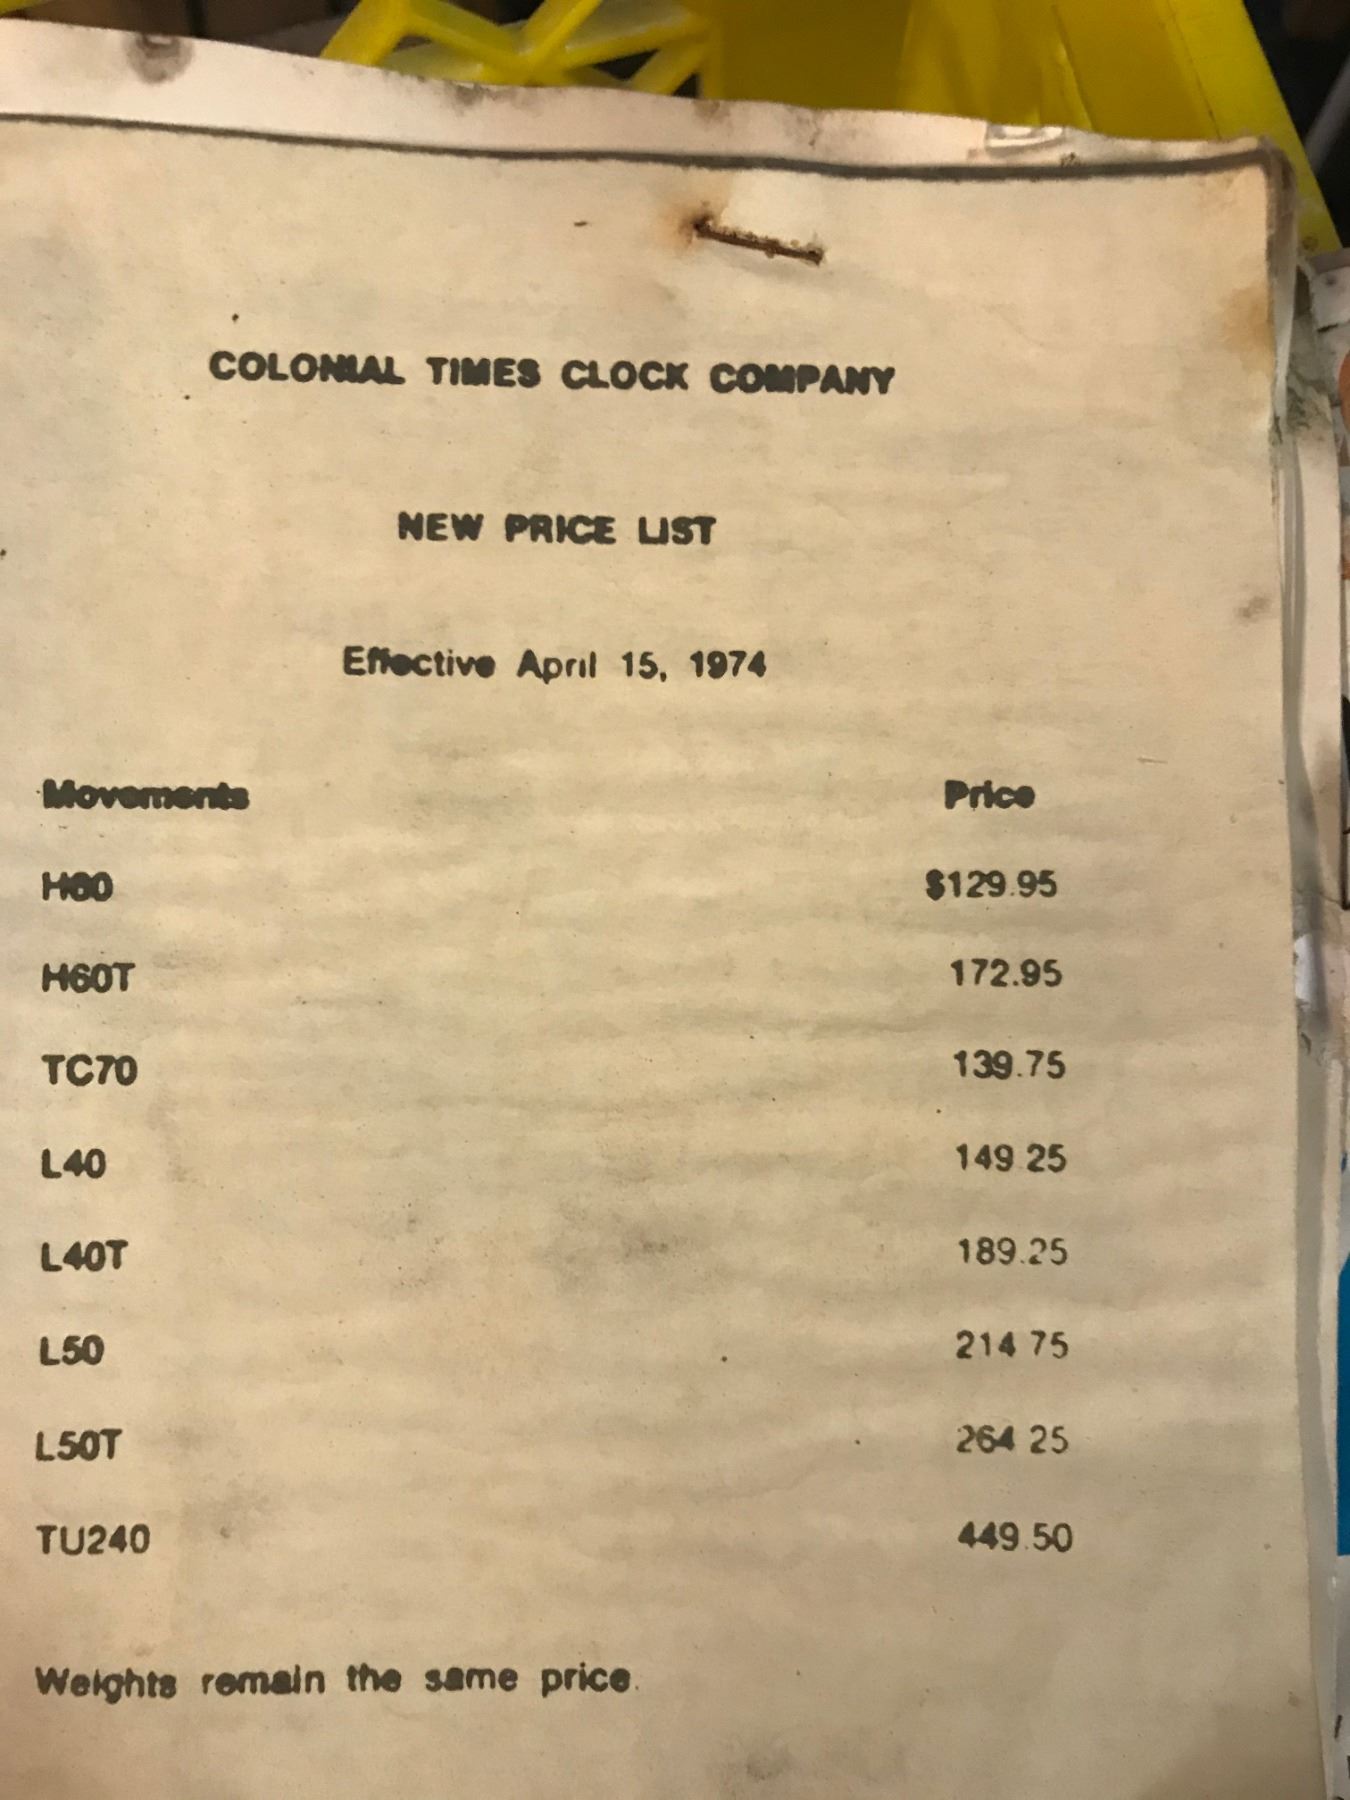 COLONIAL TIMES CLOCK COMPANY
NEW PRICE LIST
Effective April 15, 1974
Movements Price
H60 $129.95
H60T 172.95
TC70 139.75
L40 149.25
L40T 189.25
L50 214.75
L50T 264.25
TU240 449.50
Weights remain the same price.